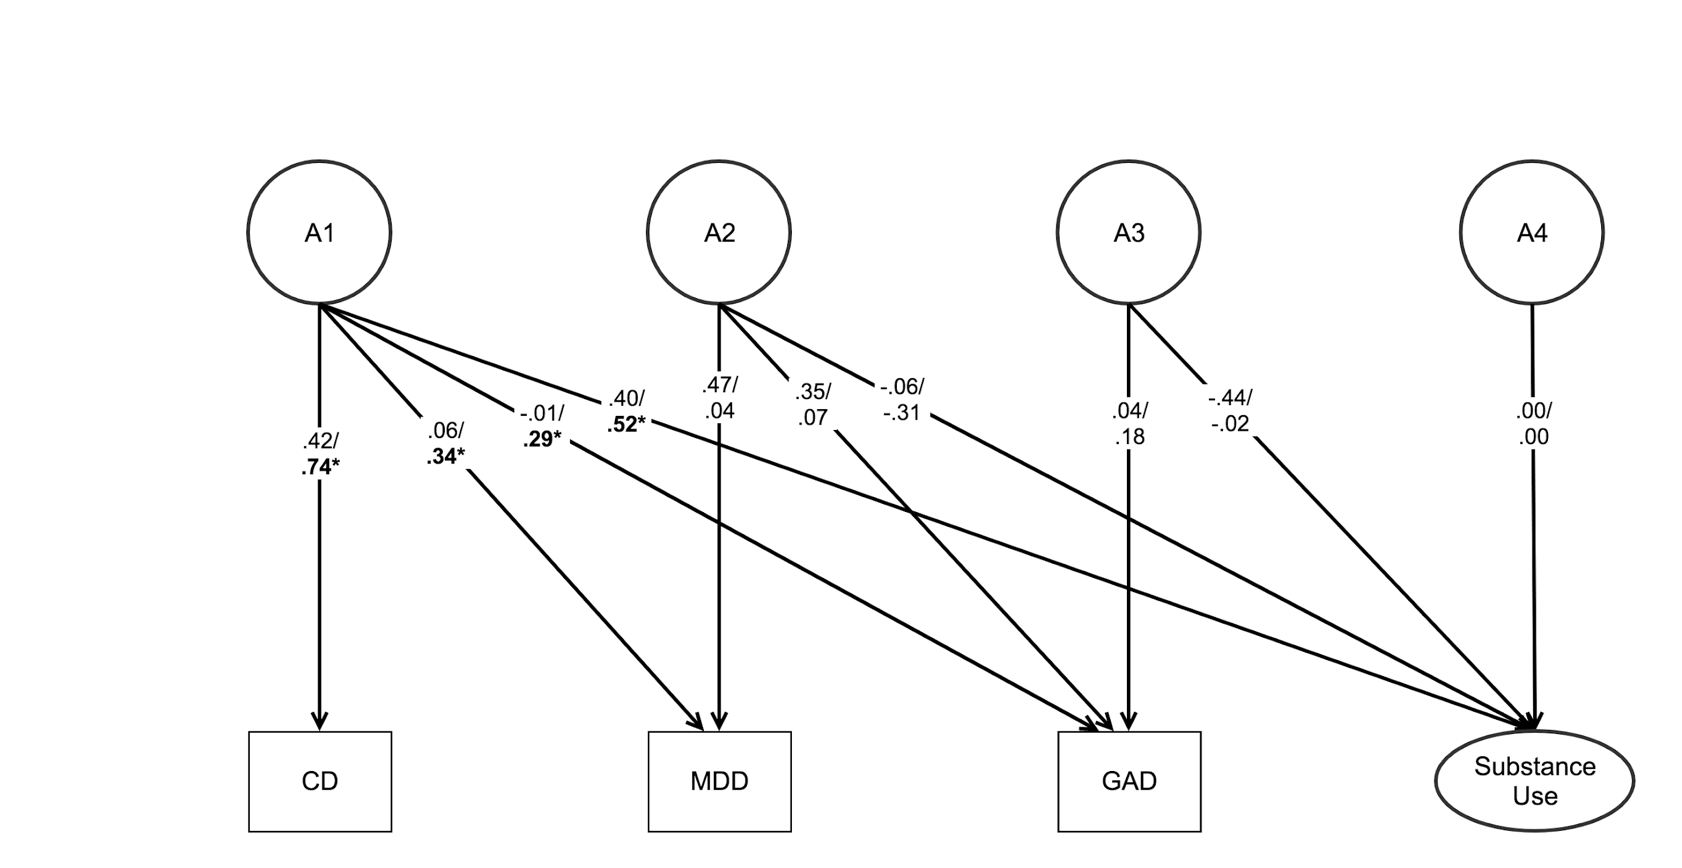 A1
A2
A3
A4
.42/
.74*
.06/
.34*
-.01/
.29*
.40/
.52*
.47/
.04
.35/
.07
-.06/
-.31
.04/
.18
-.44/
-.02
.00/
.00
CD
MDD
GAD
Substance
Use